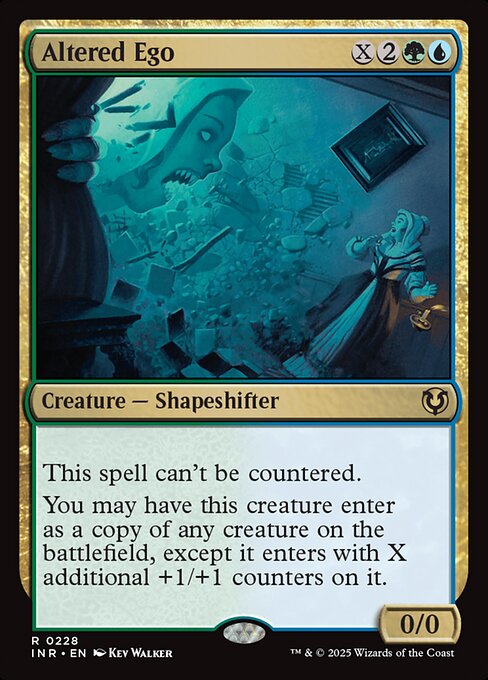 Altered Ego X 2
Creature — Shapeshifter
This spell can't be countered.
You may have this creature enter
as a copy of any creature on the
battlefield, except it enters with X
additional +1/+1 counters on it.
0/0
R 0228
INR • EN Key Walker ™ & © 2025 Wizards of the Coast